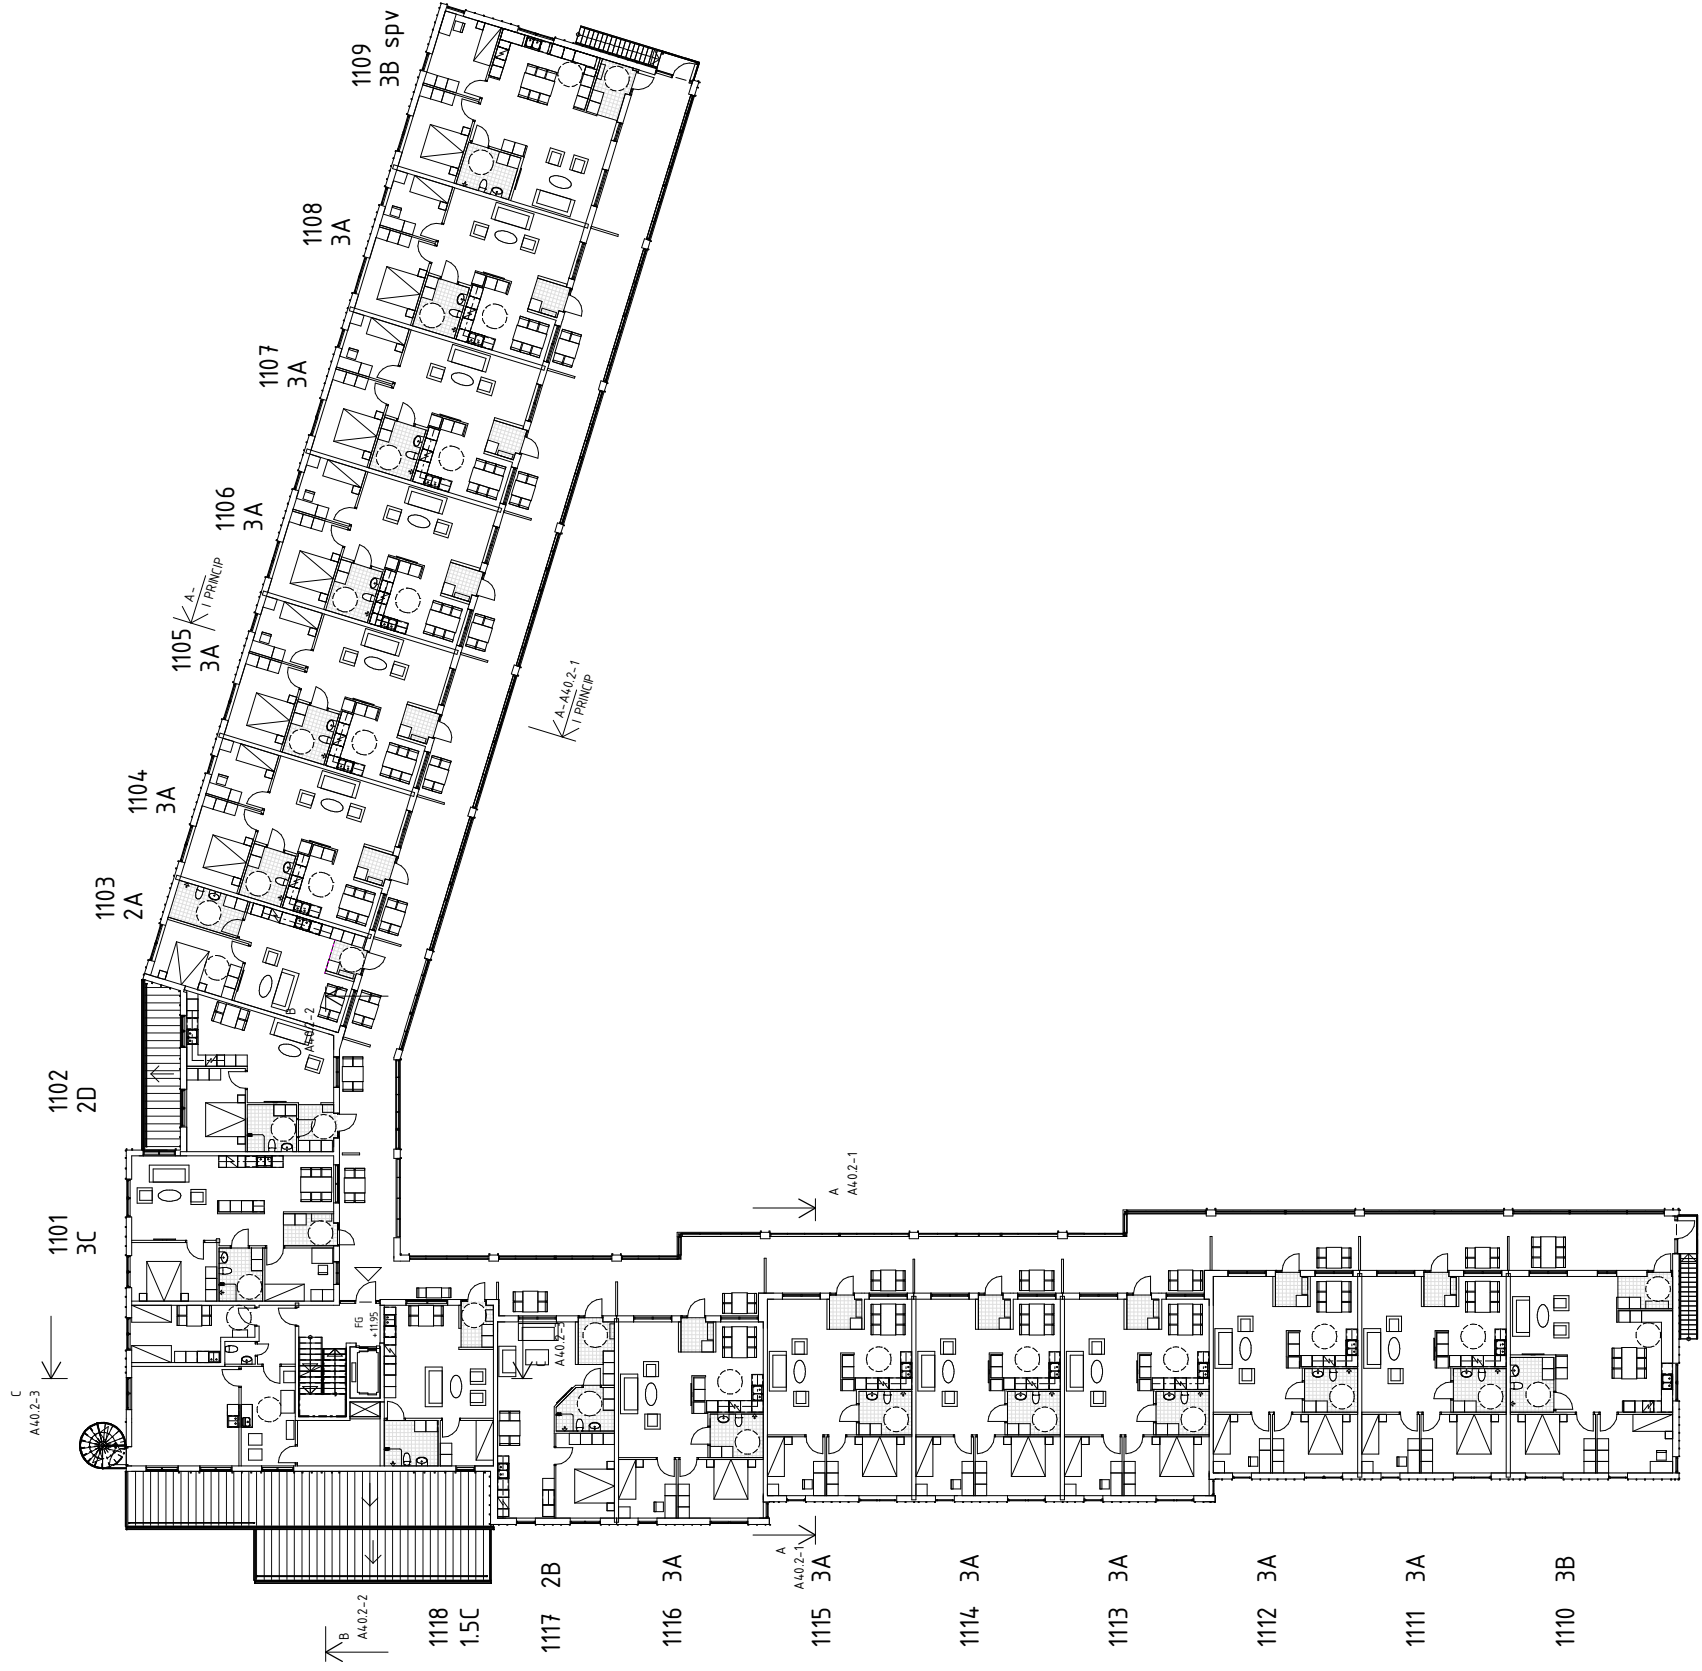 1109
3B spv
1108
3A
1107
3A
1106
3A
A-
I PRINCIP
1105
3A
A-A40.2-1
I PRINCIP
1104
3A
1103
2A
B
A40.2-2
1102
2D
1101
3C
A
A40.2-1
C
A40.2-3
FG
+11.95
C
A40.2-3
B
A40.2-2
1118
1.5C
1117 2B
1116 3A
A
A40.2-1
1115 3A
1114 3A
1113 3A
1112 3A
1111 3A
1110 3B